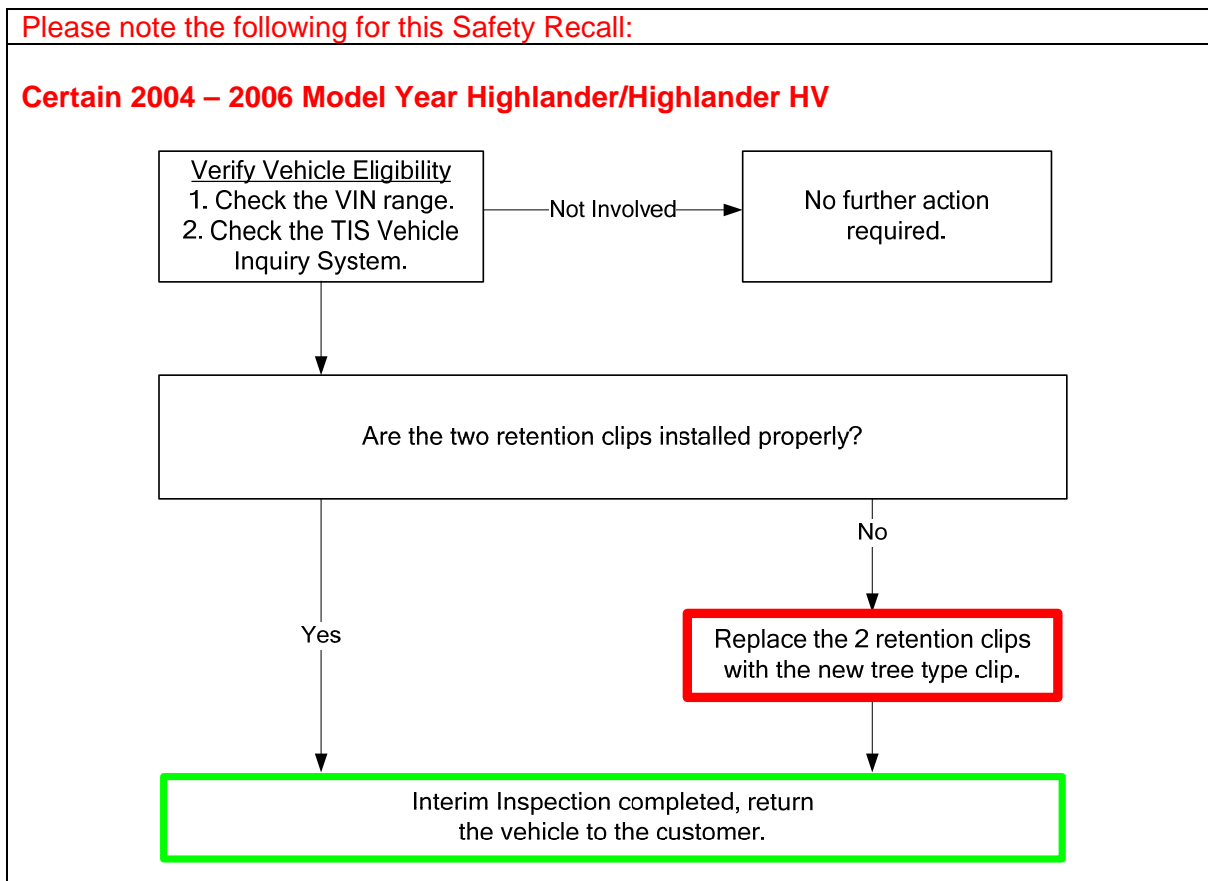 Please note the following for this Safety Recall:
Certain 2004 – 2006 Model Year Highlander/Highlander HV
Verify Vehicle Eligibility
1. Check the VIN range.
2. Check the TIS Vehicle
Inquiry System.
Not Involved
No further action
required.
Are the two retention clips installed properly?
No
Yes
Replace the 2 retention clips
with the new tree type clip.
Interim Inspection completed, return
the vehicle to the customer.